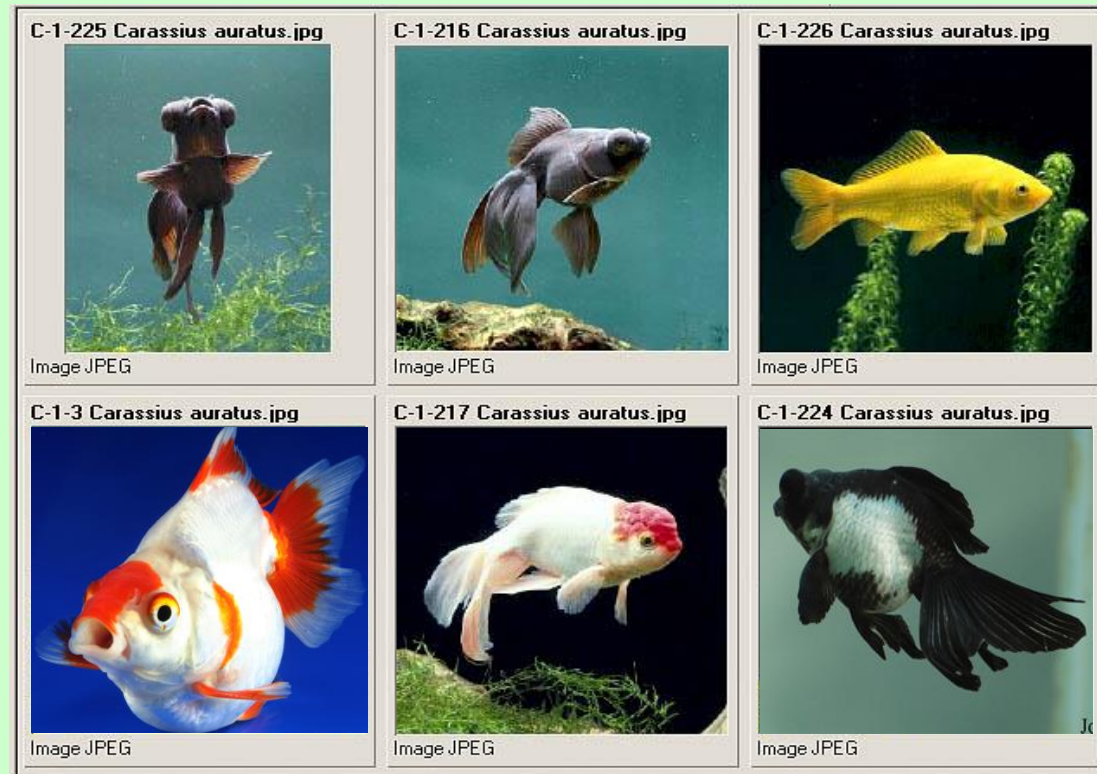 C-1-225 Carassius auratus.jpg
C-1-216 Carassius auratus.jpg
C-1-226 Carassius auratus.jpg
Image JPEG
Image JPEG
Image JPEG
C-1-3 Carassius auratus.jpg
C-1-217 Carassius auratus.jpg
C-1-224 Carassius auratus.jpg
Image JPEG
Image JPEG
Image JPEG